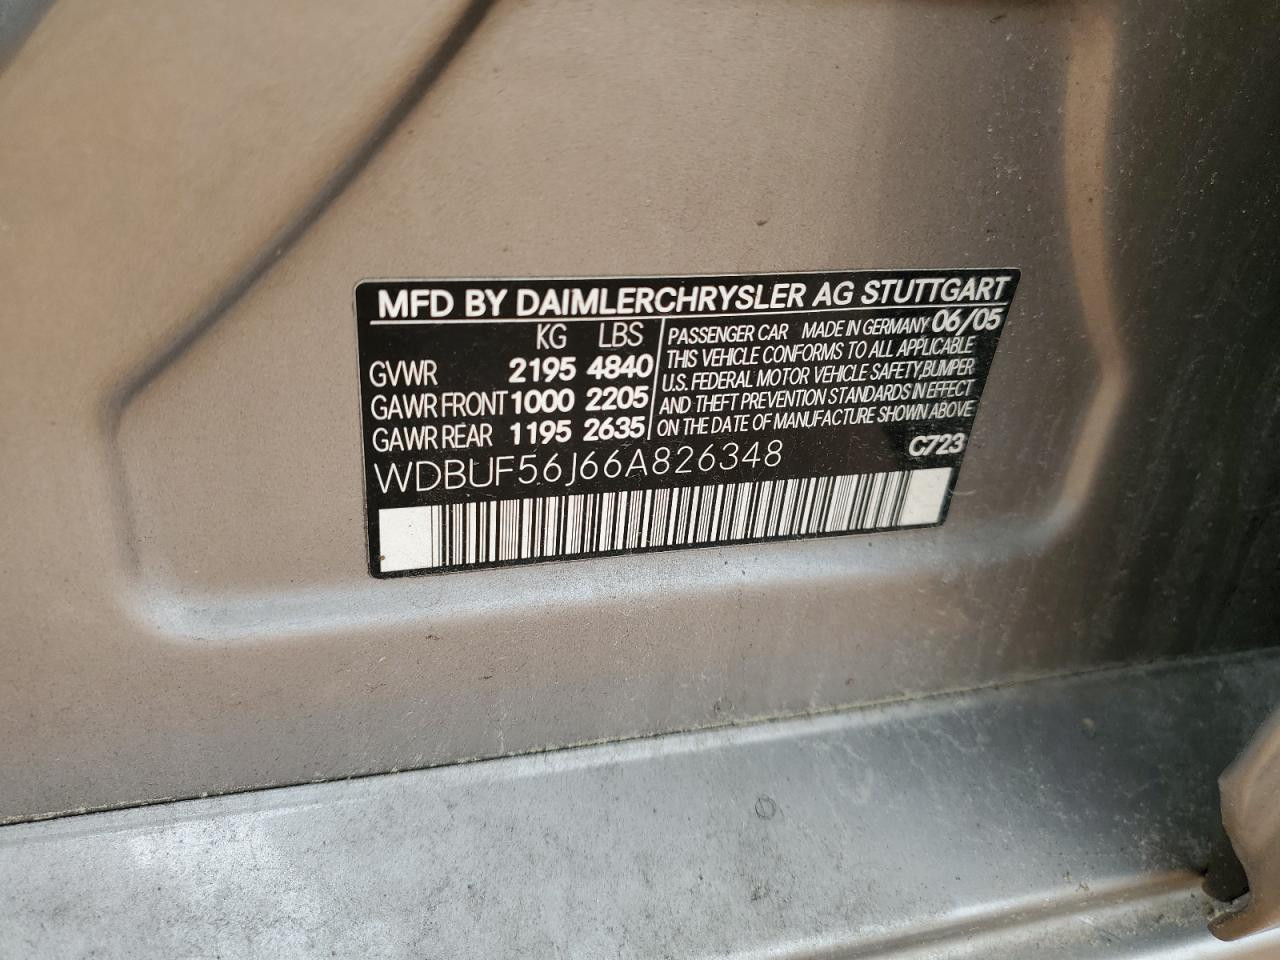 MFD BY DAIMLERCHRYSLER AG STUTTGART
KG LBS
GVWR 2195 4840
GAWR FRONT 1000 2205
GAWR REAR 1195 2635
PASSENGER CAR MADE IN GERMANY 06/05
THIS VEHICLE CONFORMS TO ALL APPLICABLE
U.S. FEDERAL MOTOR VEHICLE SAFETY, BUMPER
AND THEFT PREVENTION STANDARDS IN EFFECT
ON THE DATE OF MANUFACTURE SHOWN ABOVE
WDBUF56J66A826348 C723